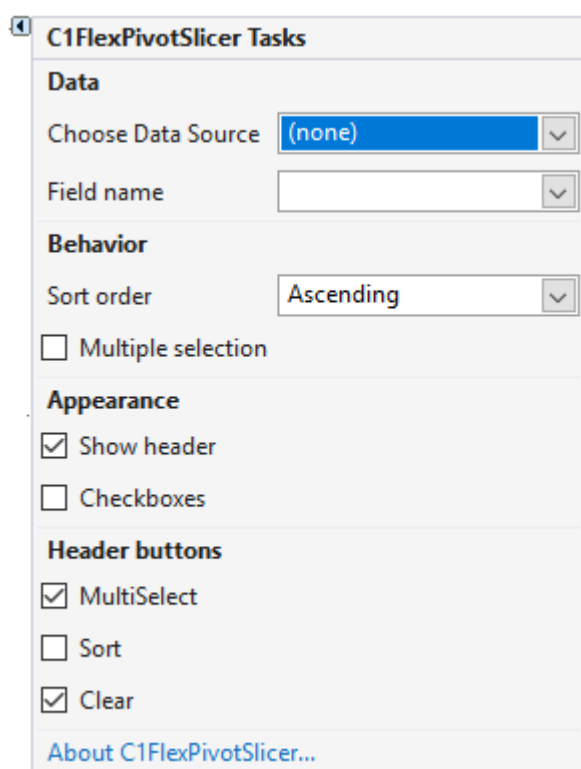 C1FlexPivotSlicer Tasks
Data
Choose Data Source (none)
Field name
Behavior
Sort order Ascending
Multiple selection
Appearance
Show header
Checkboxes
Header buttons
MultiSelect
Sort
Clear
About C1FlexPivotSlicer...